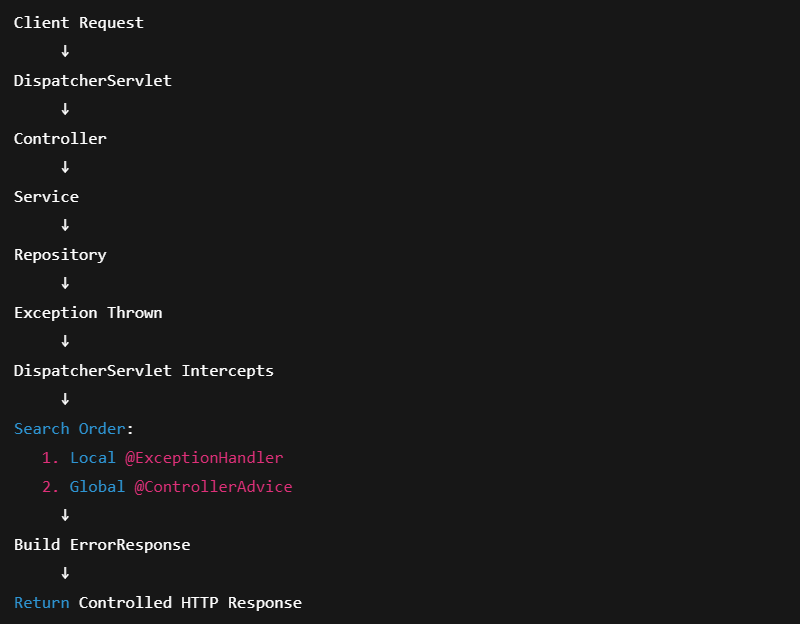 Client Request
↓
DispatcherServlet
↓
Controller
↓
Service
↓
Repository
↓
Exception Thrown
↓
DispatcherServlet Intercepts
↓
Search Order:
1. Local @ExceptionHandler
2. Global @ControllerAdvice
↓
Build ErrorResponse
↓
Return Controlled HTTP Response